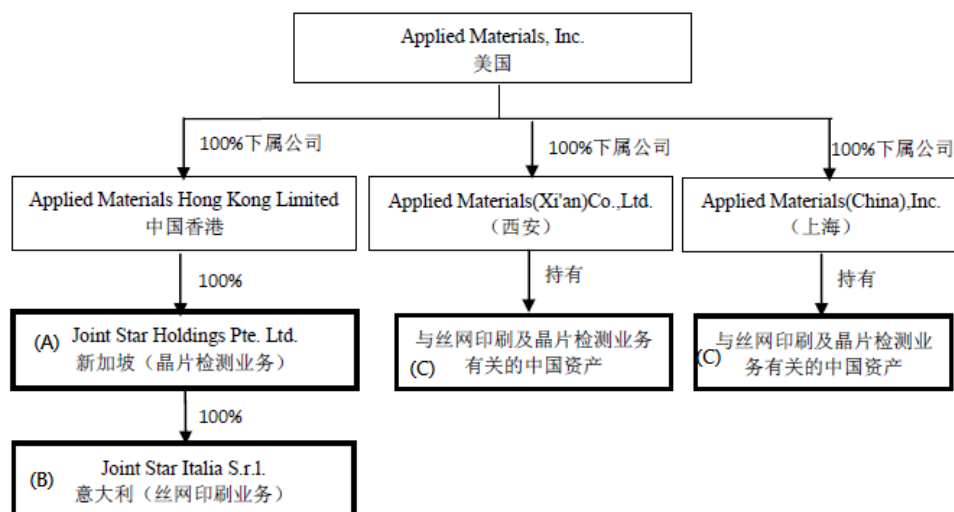 Applied Materials, Inc.
美国
100%下属公司
100%下属公司
100%下属公司
Applied Materials Hong Kong Limited
中国香港
Applied Materials(Xi'an)Co.,Ltd.
（西安）
Applied Materials(China),Inc.
（上海）
100%
持有
持有
(A) Joint Star Holdings Pte. Ltd.
新加坡（晶片检测业务）
与丝网印刷及晶片检测业务
(C) 有关的中国资产
与丝网印刷及晶片检测业
(C) 务有关的中国资产
100%
Joint Star Italia S.r.l.
(B) 意大利（丝网印刷业务）